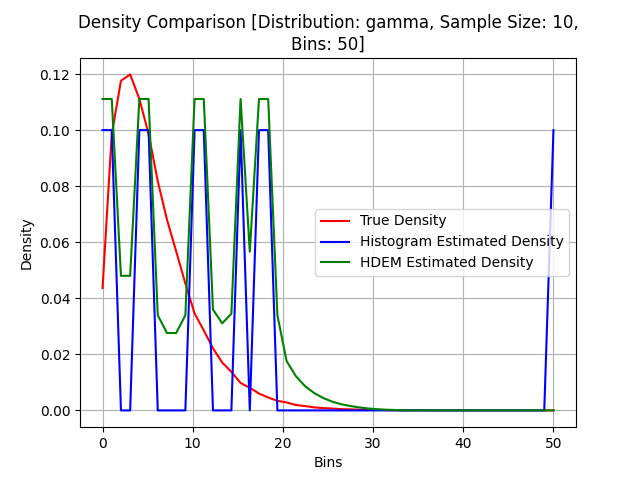 Density Comparison [Distribution: gamma, Sample Size: 10,
Bins: 50]
0.12
0.10
0.08
0.06
0.04
0.02
0.00
Density
True Density
Histogram Estimated Density
HDEM Estimated Density
0
10
20
30
40
50
Bins